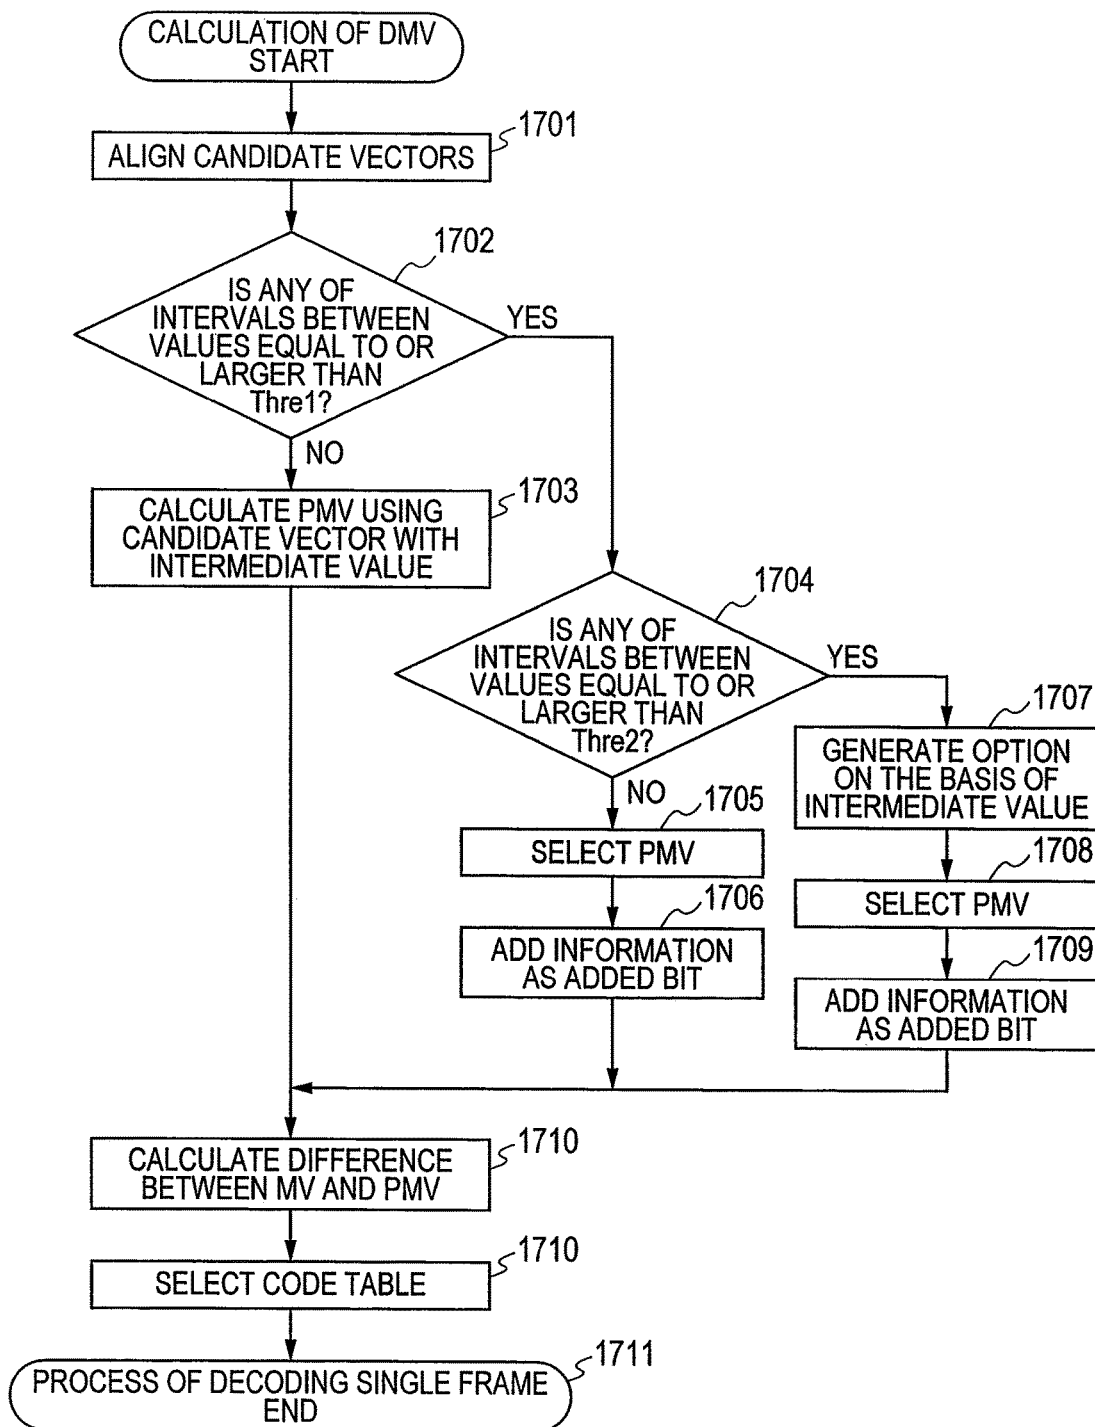 CALCULATION OF DMV
START
1701
ALIGN CANDIDATE VECTORS
1702
IS ANY OF
INTERVALS BETWEEN
VALUES EQUAL TO OR
LARGER THAN
Thre1?
YES
NO
1703
CALCULATE PMV USING
CANDIDATE VECTOR WITH
INTERMEDIATE VALUE
1704
IS ANY OF
INTERVALS BETWEEN
VALUES EQUAL TO OR
LARGER THAN
Thre2?
YES
NO
1705
SELECT PMV
1706
ADD INFORMATION
AS ADDED BIT
1707
GENERATE OPTION
ON THE BASIS OF
INTERMEDIATE VALUE
1708
SELECT PMV
1709
ADD INFORMATION
AS ADDED BIT
1710
CALCULATE DIFFERENCE
BETWEEN MV AND PMV
1710
SELECT CODE TABLE
1711
PROCESS OF DECODING SINGLE FRAME
END